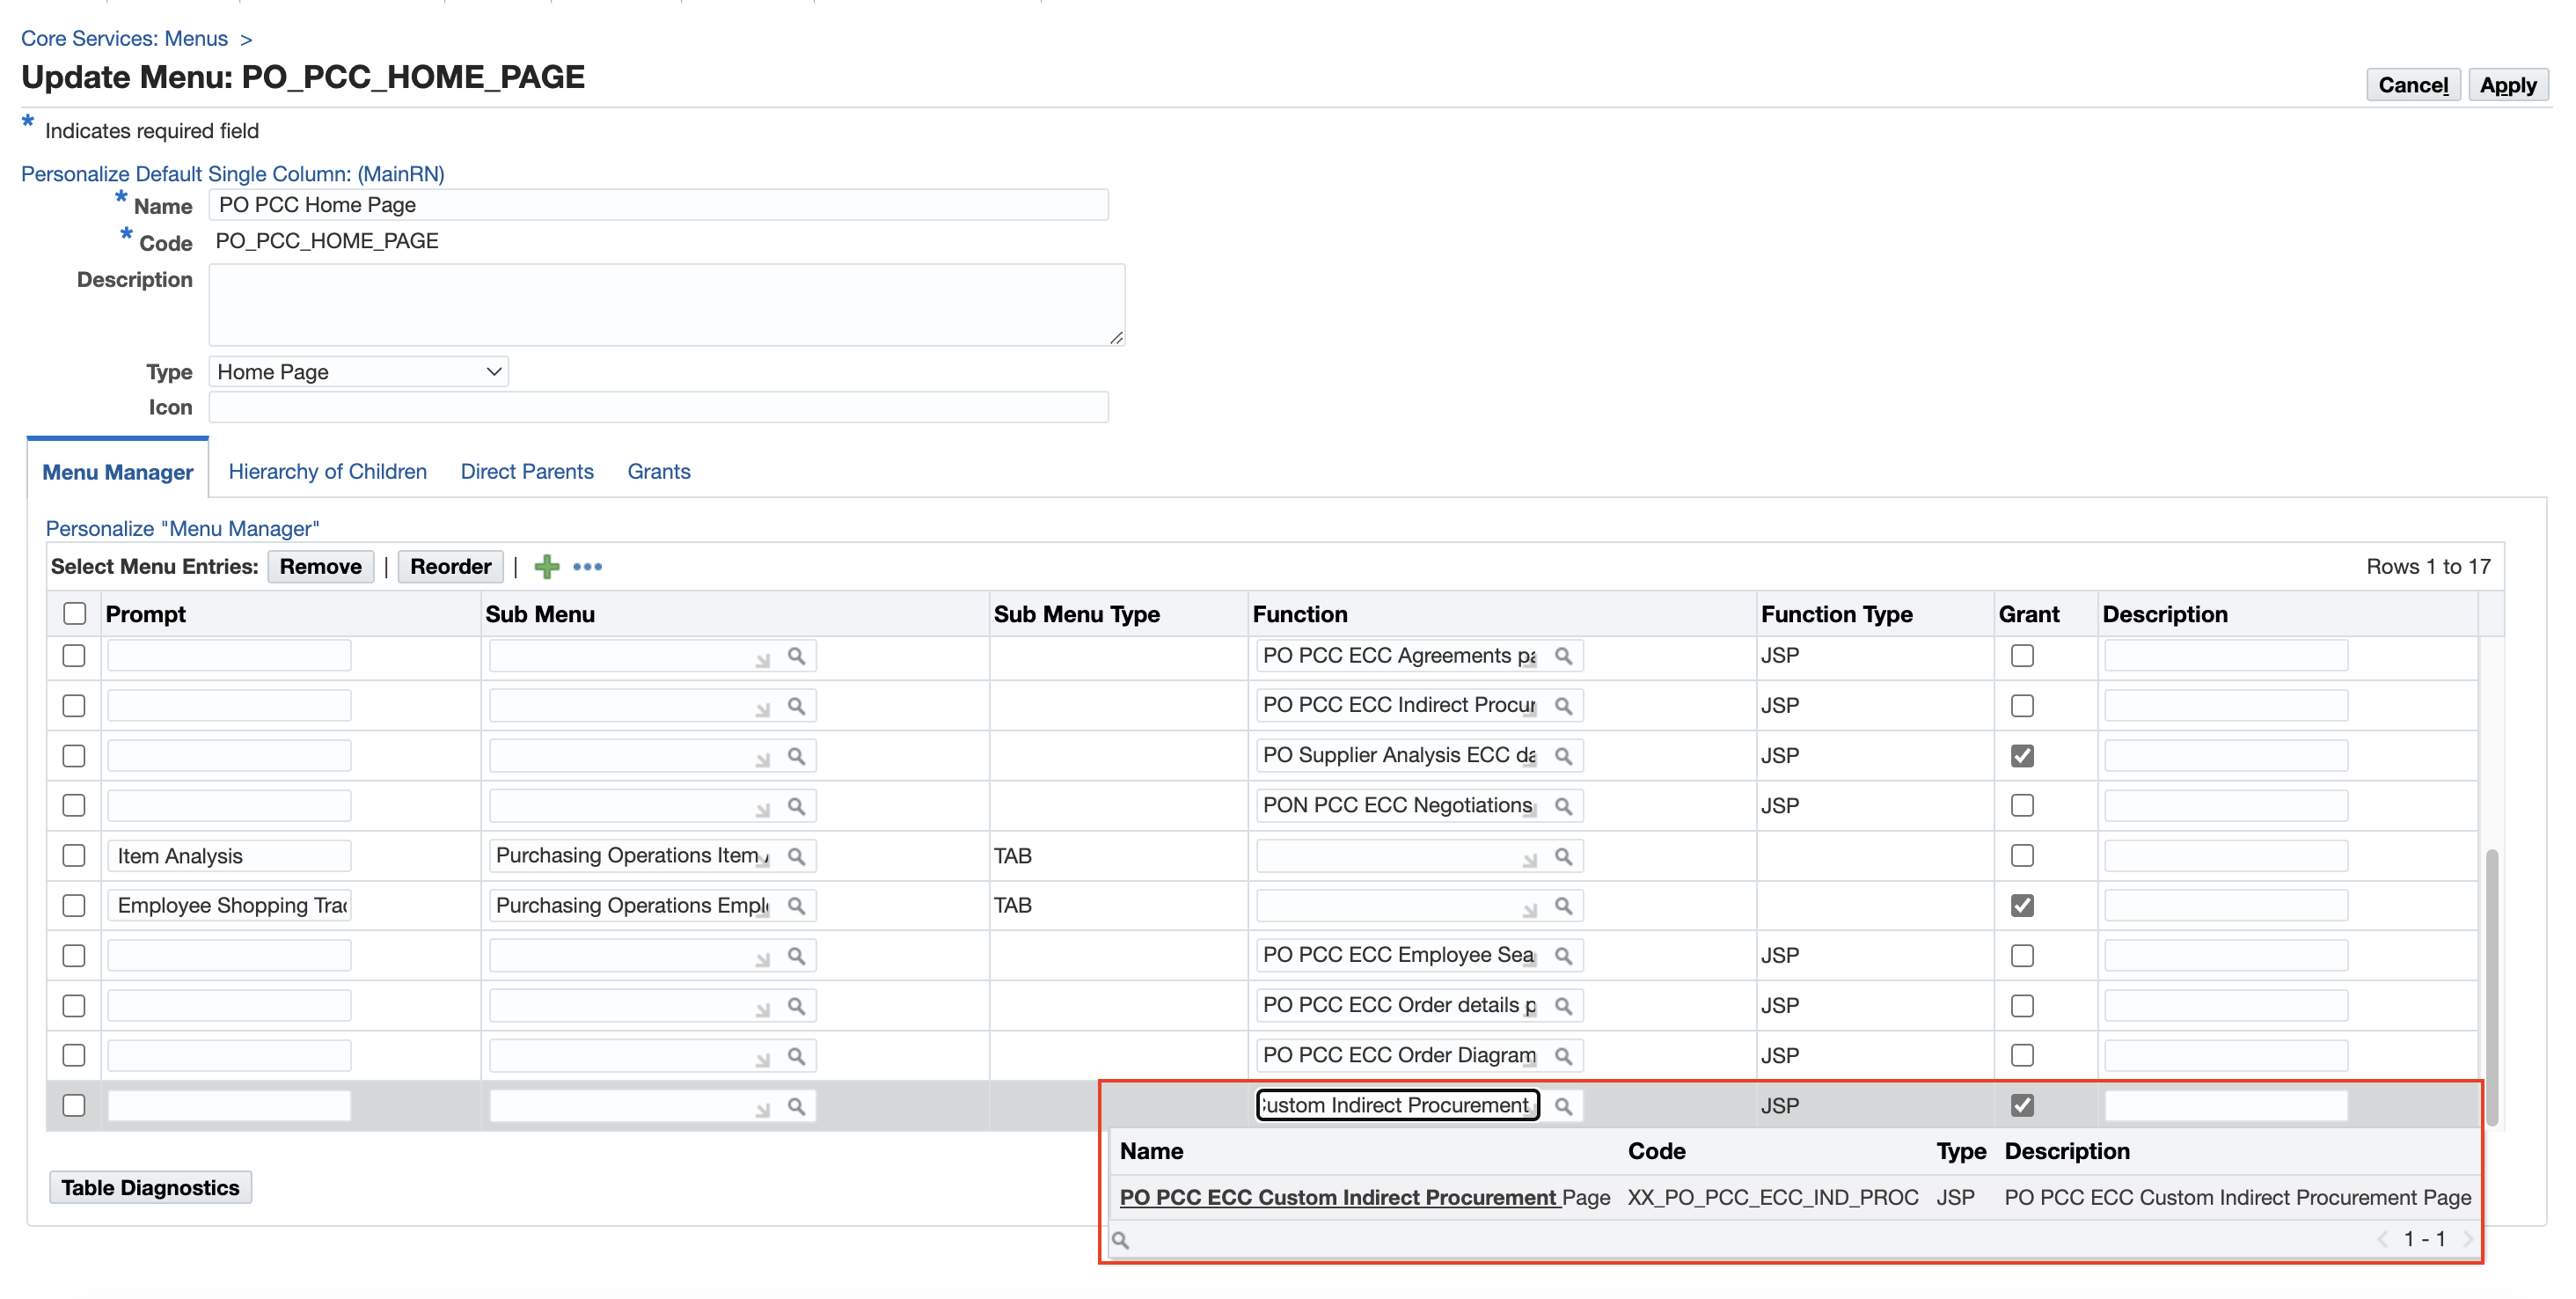 Core Services: Menus >
Update Menu: PO_PCC_HOME_PAGE
Cancel Apply
* Indicates required field
Personalize Default Single Column: (MainRN)
* Name PO PCC Home Page
* Code PO_PCC_HOME_PAGE
Description
Type Home Page
Icon
Menu Manager Hierarchy of Children Direct Parents Grants
Personalize "Menu Manager"
Select Menu Entries: Remove | Reorder | Rows 1 to 17
Prompt Sub Menu Sub Menu Type Function Function Type Grant Description
PO PCC ECC Agreements JSP
PO PCC ECC Indirect JSP
PO Supplier Analysis ECC JSP
PON PCC ECC Negotiations JSP
Item Analysis Purchasing Operations Item TAB
Employee Shopping Purchasing Operations TAB
PO PCC ECC Employee JSP
PO PCC ECC Order details JSP
PO PCC ECC Order Diagram JSP
Indirect Procurement JSP
Name Code Type Description
PO PCC ECC Custom Indirect Procurement Page XX_PO_PCC_ECC_IND_PROC JSP PO PCC ECC Custom Indirect Procurement Page
1 - 1
Table Diagnostics